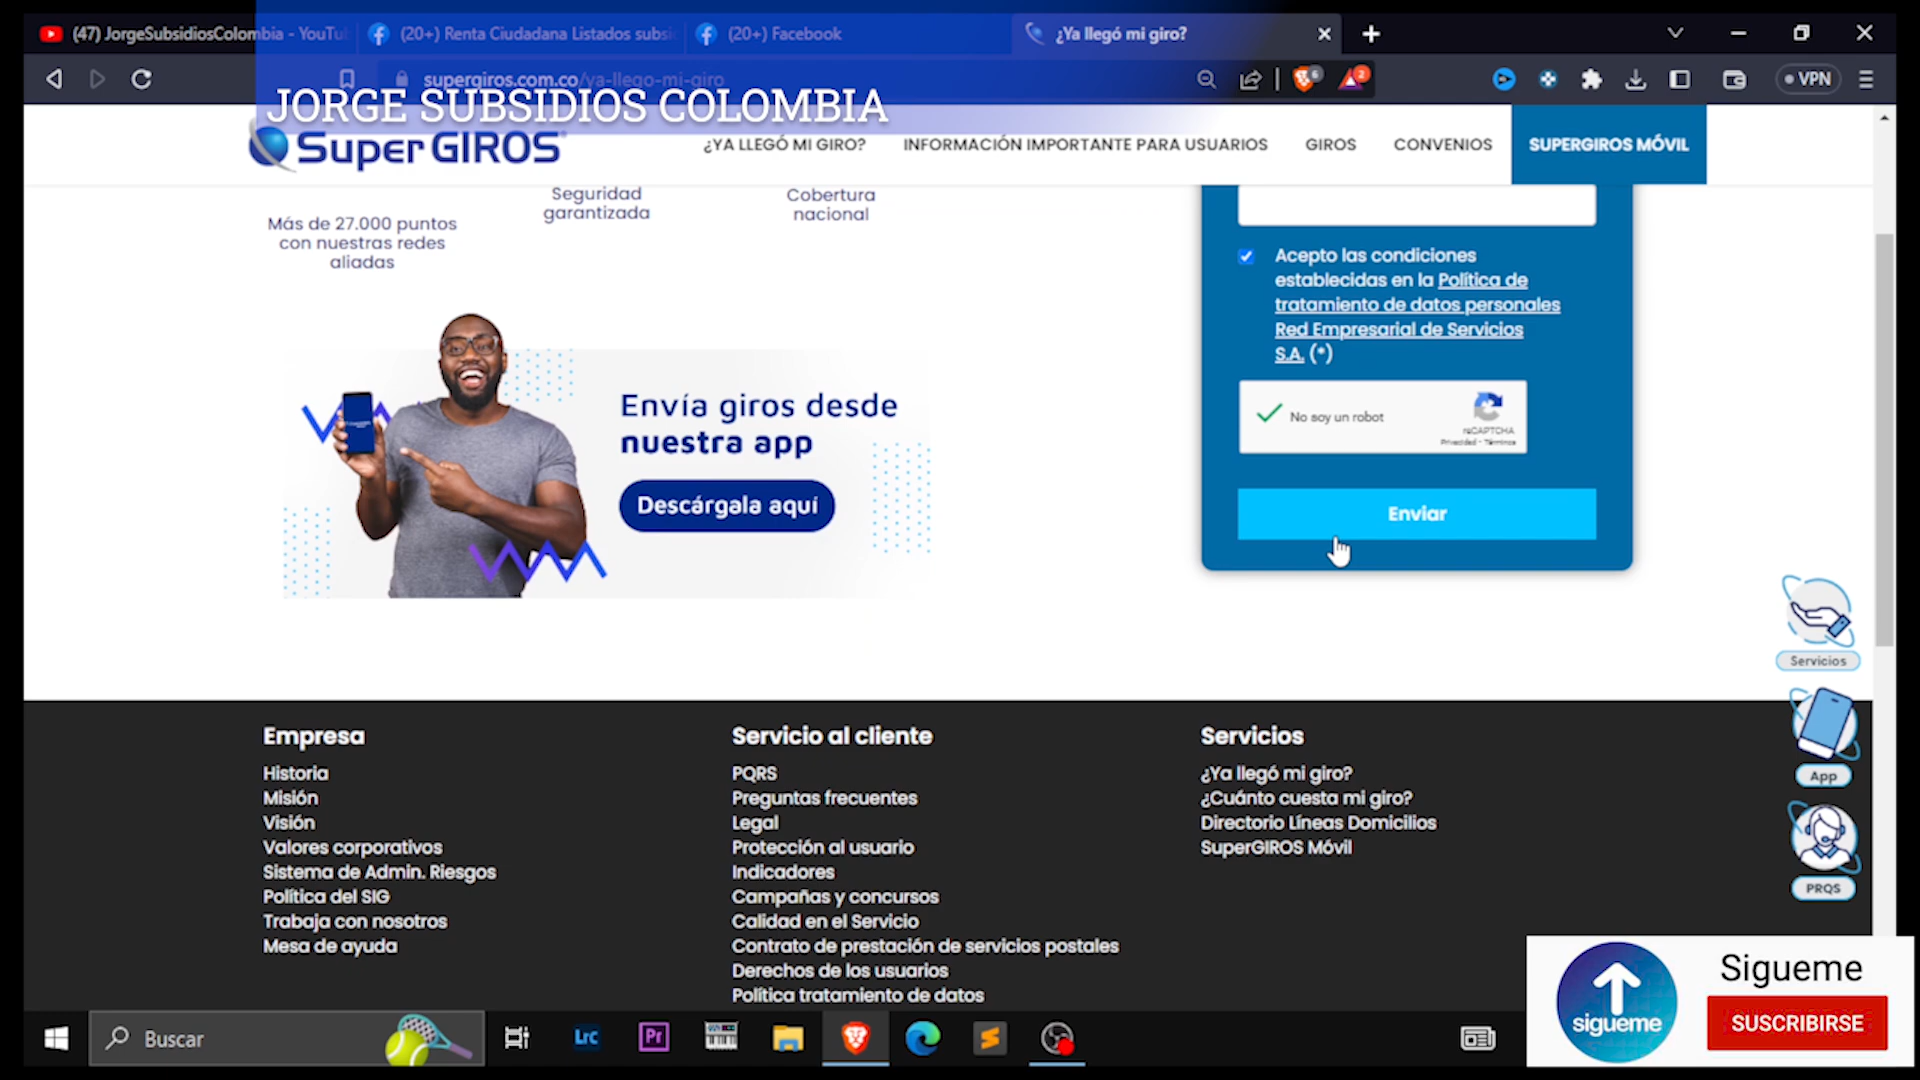 (47) JorgeSubsidiosColombia - YouTu
(20+) Renta Ciudadana Listados subsi
(20+) Facebook
¿Ya llegó mi giro?
supergiros.com.co/ya-llego-mi-giro
6
2
VPN
JORGE SUBSIDIOS COLOMBIA
Super GIROS
¿YA LLEGÓ MI GIRO?
INFORMACIÓN IMPORTANTE PARA USUARIOS
GIROS
CONVENIOS
SUPERGIROS MÓVIL
Más de 27.000 puntos
con nuestras redes
aliadas
Seguridad
garantizada
Cobertura
nacional
Acepto las condiciones
establecidas en la Política de
tratamiento de datos personales
Red Empresarial de Servicios
S.A. (*)
No soy un robot
reCAPTCHA
Privacidad - Términos
Enviar
Envía giros desde
nuestra app
Descárgala aquí
Servicios
App
PRQS
Empresa
Historia
Misión
Visión
Valores corporativos
Sistema de Admin. Riesgos
Política del SIG
Trabaja con nosotros
Mesa de ayuda
Servicio al cliente
PQRS
Preguntas frecuentes
Legal
Protección al usuario
Indicadores
Campañas y concursos
Calidad en el Servicio
Contrato de prestación de servicios postales
Derechos de los usuarios
Política tratamiento de datos
Servicios
¿Ya llegó mi giro?
¿Cuánto cuesta mi giro?
Directorio Líneas Domicilios
SuperGIROS Móvil
sigueme
Sigueme
SUSCRIBIRSE
Buscar
Lrc
Pr